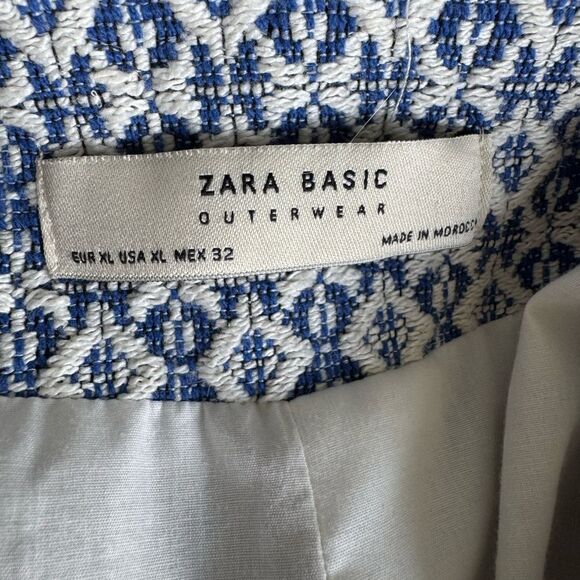 ZARA BASIC
OUTERWEAR
EUR XL USA XL MEX 32
MADE IN MOROCCO